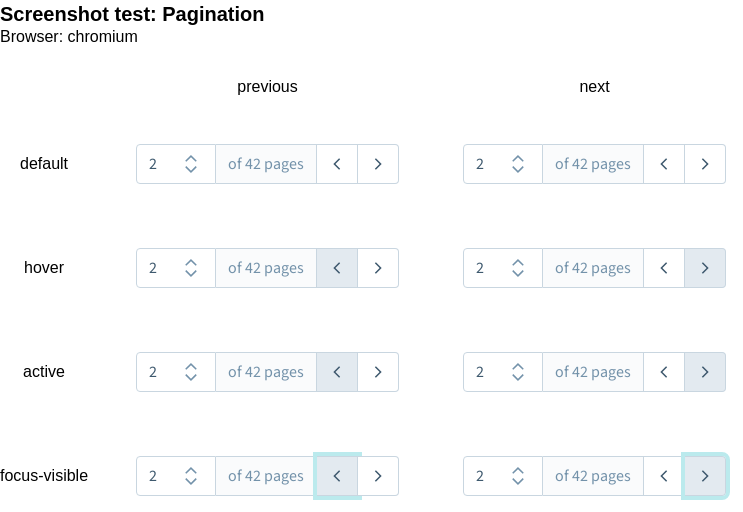 Screenshot test: Pagination
Browser: chromium
previous next
default 2 of 42 pages 2 of 42 pages
hover 2 of 42 pages 2 of 42 pages
active 2 of 42 pages 2 of 42 pages
focus-visible 2 of 42 pages 2 of 42 pages